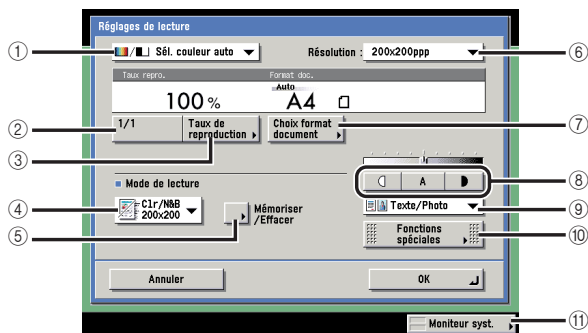 Réglages de lecture
① Sél. couleur auto Résolution : 200x200ppp ⑥
Taux repro. Format doc.
Auto
100 % A4
② 1/1 Taux de reproduction Choix format document ⑦
③
⑧ A
Mode de lecture
④ Clr/N&B 200x200 Mémoriser /Effacer Texte/Photo ⑨
⑤
Fonctions spéciales ⑩
Annuler OK
Moniteur syst. ⑪